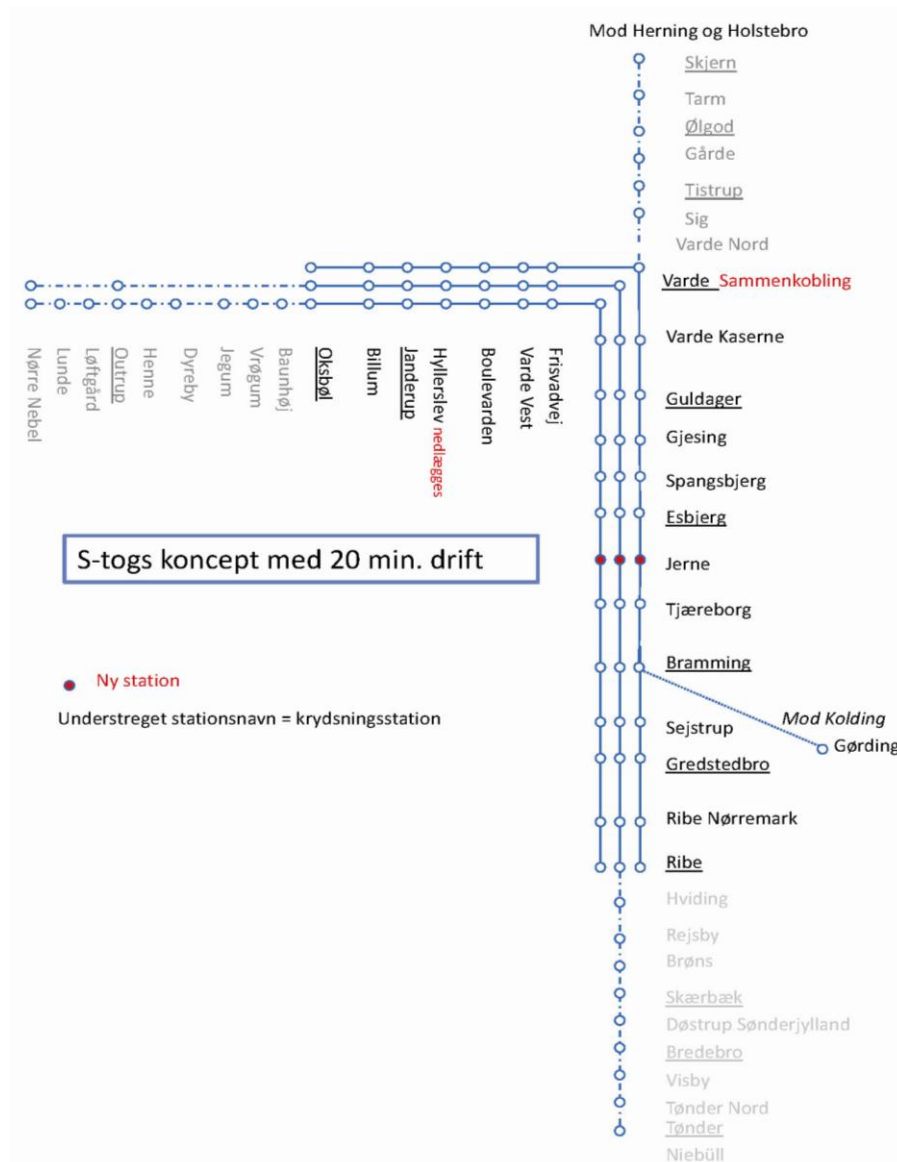 Mod Herning og Holstebro
Skjern
Tarm
Ølgod
Gårde
Tistrup
Sig
Varde Nord
Varde Sammenkobling
Varde Kaserne
Guldager
Gjesing
Spangsbjerg
Esbjerg
Jerne
Tjæreborg
Bramming
Sejstrup
Gredstedbro
Ribe Nørremark
Ribe
Hviding
Rejsby
Brøns
Skærbæk
Døstrup Sønderjylland
Bredebro
Visby
Tønder Nord
Tønder
Niebüll
Mod Kolding
Gørding
Nørre Nebel
Lunde
Løftgård
Outrup
Henne
Dyreby
Jegum
Vrøgum
Baunhøj
Oksbøl
Billum
Janderup
Hyllerslev nedlægges
Boulevarden
Varde Vest
Frisvadvej
S-togs koncept med 20 min. drift
Ny station
Understreget stationsnavn = krydsningsstation